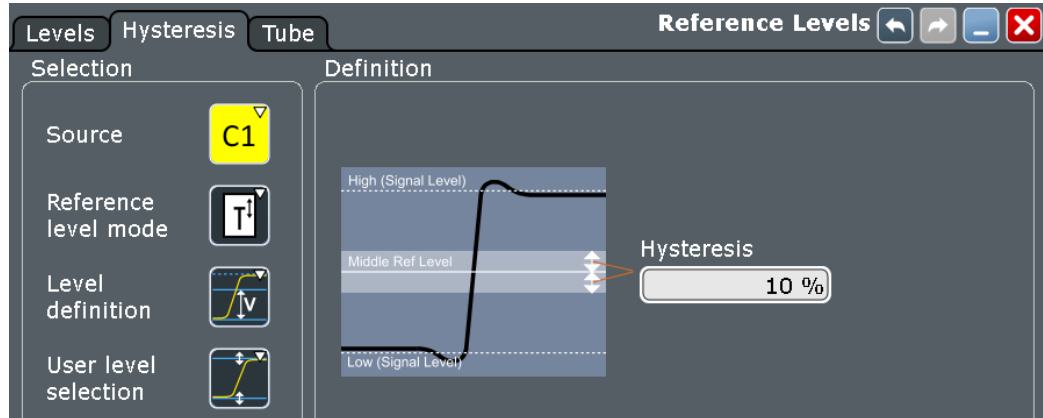 Levels
Hysteresis
Tube
Reference Levels
Selection
Definition
Source
C1
Reference
level mode
T
Level
definition
V
User level
selection
High (Signal Level)
Middle Ref Level
Low (Signal Level)
Hysteresis
10 %